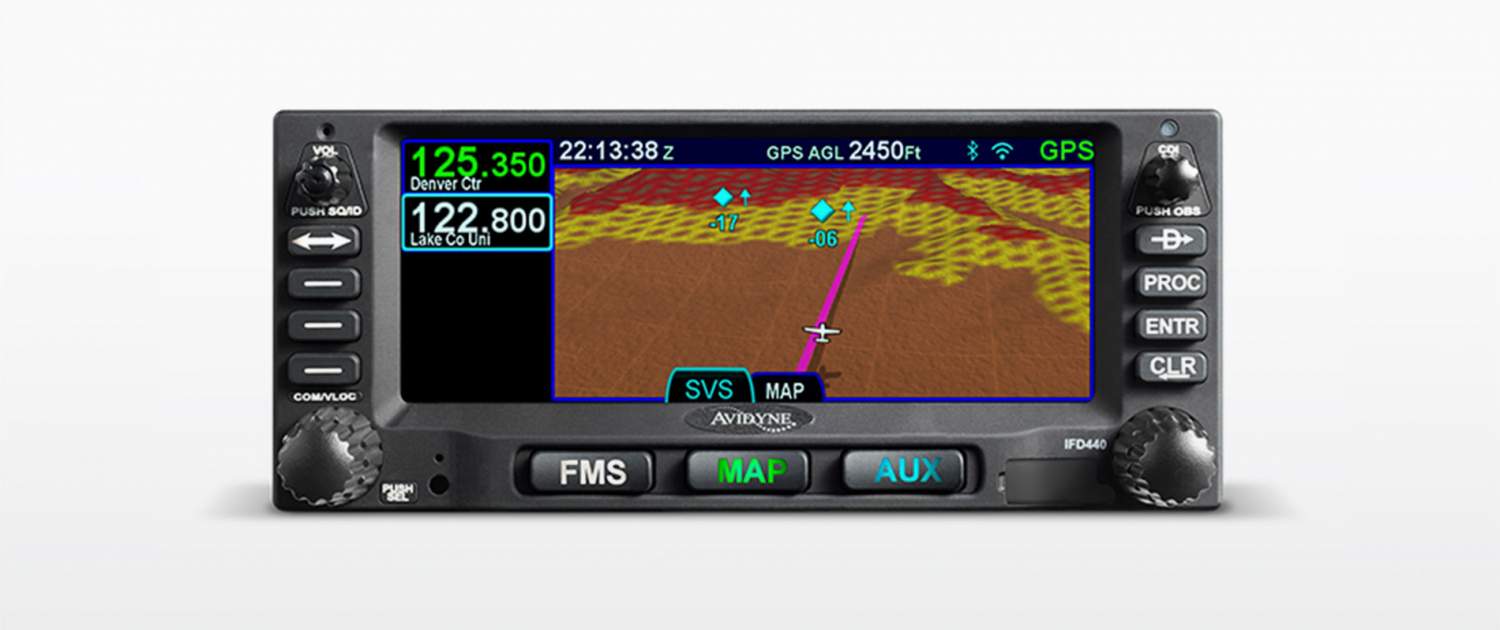 VOL
PUSH SQ/ID
COM/VLOC
PUSH
SEL
125.350
Denver Ctr
122.800
Lake Co Uni
22:13:38 Z
GPS AGL 2450Ft
GPS
-17
-06
SVS
MAP
AVIDYNE
FMS
MAP
AUX
CDI
PUSH OBS
D
PROC
ENTR
CLR
IFD440